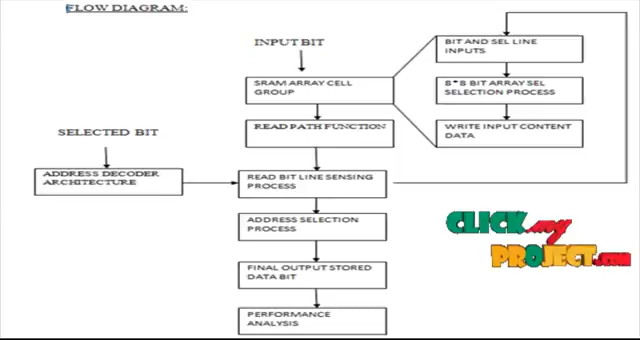 FLOW DIAGRAM:
INPUT BIT
BIT AND SEL LINE
INPUTS
SRAM ARRAY CELL
GROUP
8*8 BIT ARRAY SEL
SELECTION PROCESS
READ PATH FUNCTION
WRITE INPUT CONTENT
DATA
SELECTED BIT
ADDRESS DECODER
ARCHITECTURE
READ BIT LINE SENSING
PROCESS
ADDRESS SELECTION
PROCESS
FINAL OUTPUT STORED
DATA BIT
PERFORMANCE
ANALYSIS
CLICK my
PROJECT.com